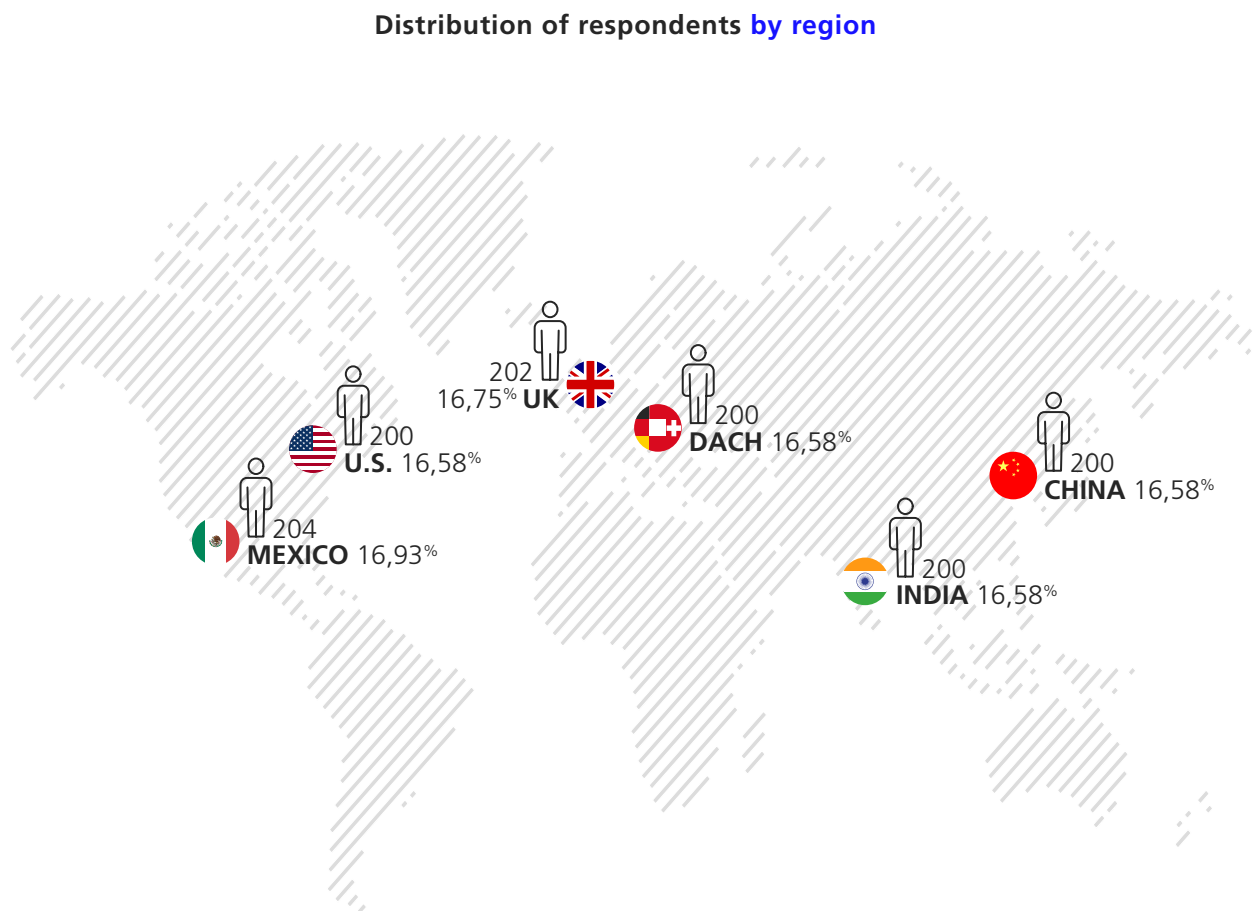 Distribution of respondents by region
202
16,75% UK
200
DACH 16,58%
200
U.S. 16,58%
200
CHINA 16,58%
204
MEXICO 16,93%
200
INDIA 16,58%